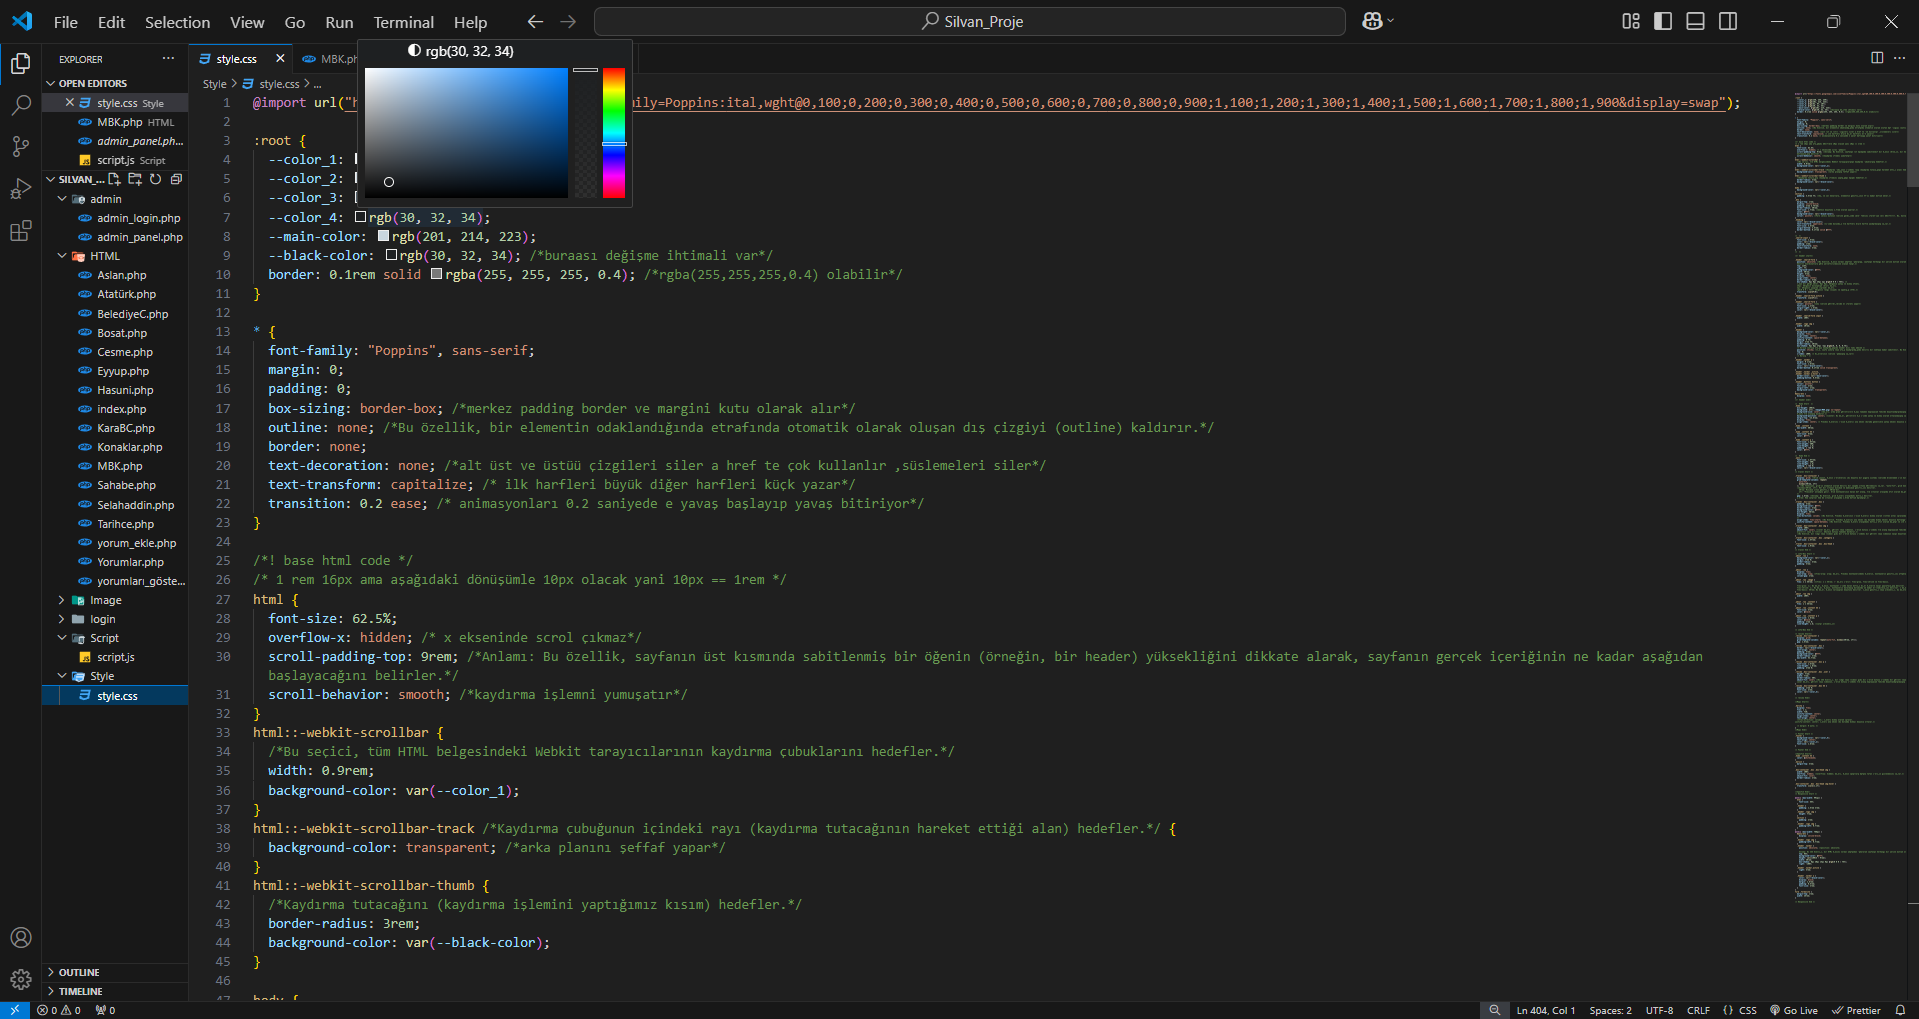 File Edit Selection View Go Run Terminal Help
Silvan_Proje
EXPLORER
style.css
MBK.ph
rgb(30, 32, 34)
OPEN EDITORS
style.css Style
MBK.php HTML
admin_panel.ph...
script.js Script
SILVAN_...
admin
admin_login.php
admin_panel.php
HTML
Aslan.php
Atatürk.php
BelediyeC.php
Bosat.php
Cesme.php
Eyyup.php
Hasuni.php
index.php
KaraBC.php
Konaklar.php
MBK.php
Sahabe.php
Selahaddin.php
Tarihce.php
yorum_ekle.php
Yorumlar.php
yorumları_göste...
Image
login
Script
script.js
Style
style.css
OUTLINE
TIMELINE
Style > style.css > ...
1 @import url("h mily=Poppins:ital,wght@0,100;0,200;0,300;0,400;0,500;0,600;0,700;0,800;0,900;1,100;1,200;1,300;1,400;1,500;1,600;1,700;1,800;1,900&display=swap");
2
3 :root {
4 --color_1:
5 --color_2:
6 --color_3:
7 --color_4: rgb(30, 32, 34);
8 --main-color: rgb(201, 214, 223);
9 --black-color: rgb(30, 32, 34); /*buraası değişme ihtimali var*/
10 border: 0.1rem solid rgba(255, 255, 255, 0.4); /*rgba(255,255,255,0.4) olabilir*/
11 }
12
13 * {
14 font-family: "Poppins", sans-serif;
15 margin: 0;
16 padding: 0;
17 box-sizing: border-box; /*merkez padding border ve margini kutu olarak alır*/
18 outline: none; /*Bu özellik, bir elementin odaklandığında etrafında otomatik olarak oluşan dış çizgiyi (outline) kaldırır.*/
19 border: none;
20 text-decoration: none; /*alt üst ve üstüü çizgileri siler a href te çok kullanlır ,süslemeleri siler*/
21 text-transform: capitalize; /* ilk harfleri büyük diğer harfleri küçk yazar*/
22 transition: 0.2 ease; /* animasyonları 0.2 saniyede e yavaş başlayıp yavaş bitiriyor*/
23 }
24
25 /*! base html code */
26 /* 1 rem 16px ama aşağıdaki dönüşümle 10px olacak yani 10px == 1rem */
27 html {
28 font-size: 62.5%;
29 overflow-x: hidden; /* x ekseninde scrol çıkmaz*/
30 scroll-padding-top: 9rem; /*Anlamı: Bu özellik, sayfanın üst kısmında sabitlenmiş bir öğenin (örneğin, bir header) yüksekliğini dikkate alarak, sayfanın gerçek içeriğinin ne kadar aşağıdan
başlayacağını belirler.*/
31 scroll-behavior: smooth; /*kaydırma işlemni yumuşatır*/
32 }
33 html::-webkit-scrollbar {
34 /*Bu seçici, tüm HTML belgesindeki Webkit tarayıcılarının kaydırma çubuklarını hedefler.*/
35 width: 0.9rem;
36 background-color: var(--color_1);
37 }
38 html::-webkit-scrollbar-track /*Kaydırma çubuğunun içindeki rayı (kaydırma tutacağının hareket ettiği alan) hedefler.*/ {
39 background-color: transparent; /*arka planını şeffaf yapar*/
40 }
41 html::-webkit-scrollbar-thumb {
42 /*Kaydırma tutacağını (kaydırma işlemini yaptığımız kısım) hedefler.*/
43 border-radius: 3rem;
44 background-color: var(--black-color);
45 }
46
47 body {
0 0 0
Ln 404, Col 1 Spaces: 2 UTF-8 CRLF {} CSS Go Live Prettier